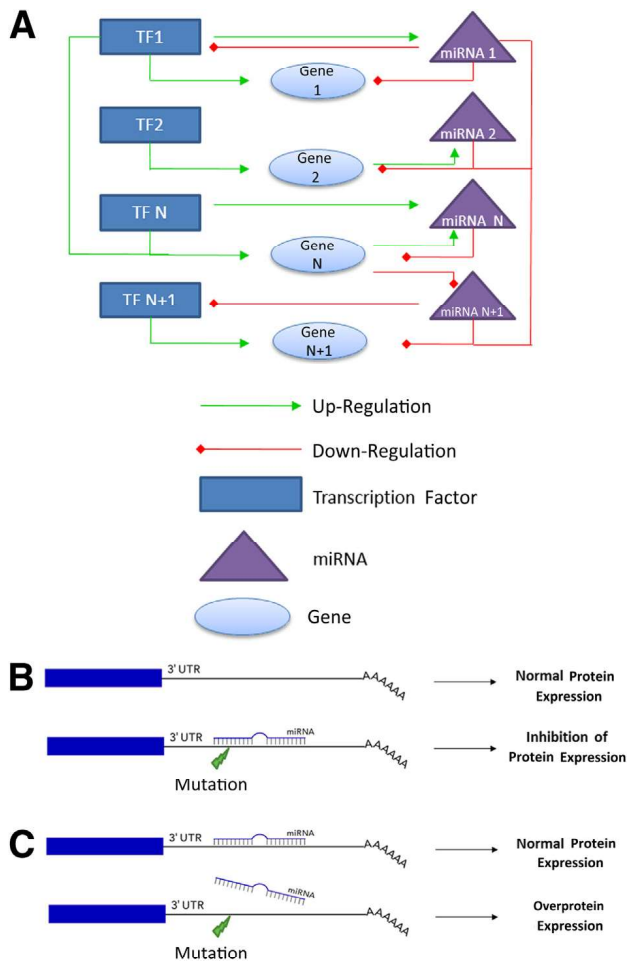 A
TF1
miRNA 1
Gene
1
TF2
miRNA 2
Gene
2
TF N
miRNA N
Gene
N
TF N+1
miRNA N+1
Gene
N+1
Up-Regulation
Down-Regulation
Transcription Factor
miRNA
Gene
B
3' UTR
AAAAAA
Normal Protein
Expression
3' UTR
miRNA
AAAAAA
Inhibition of
Protein Expression
Mutation
C
3' UTR
miRNA
AAAAAA
Normal Protein
Expression
miRNA
3' UTR
AAAAAA
Overprotein
Expression
Mutation